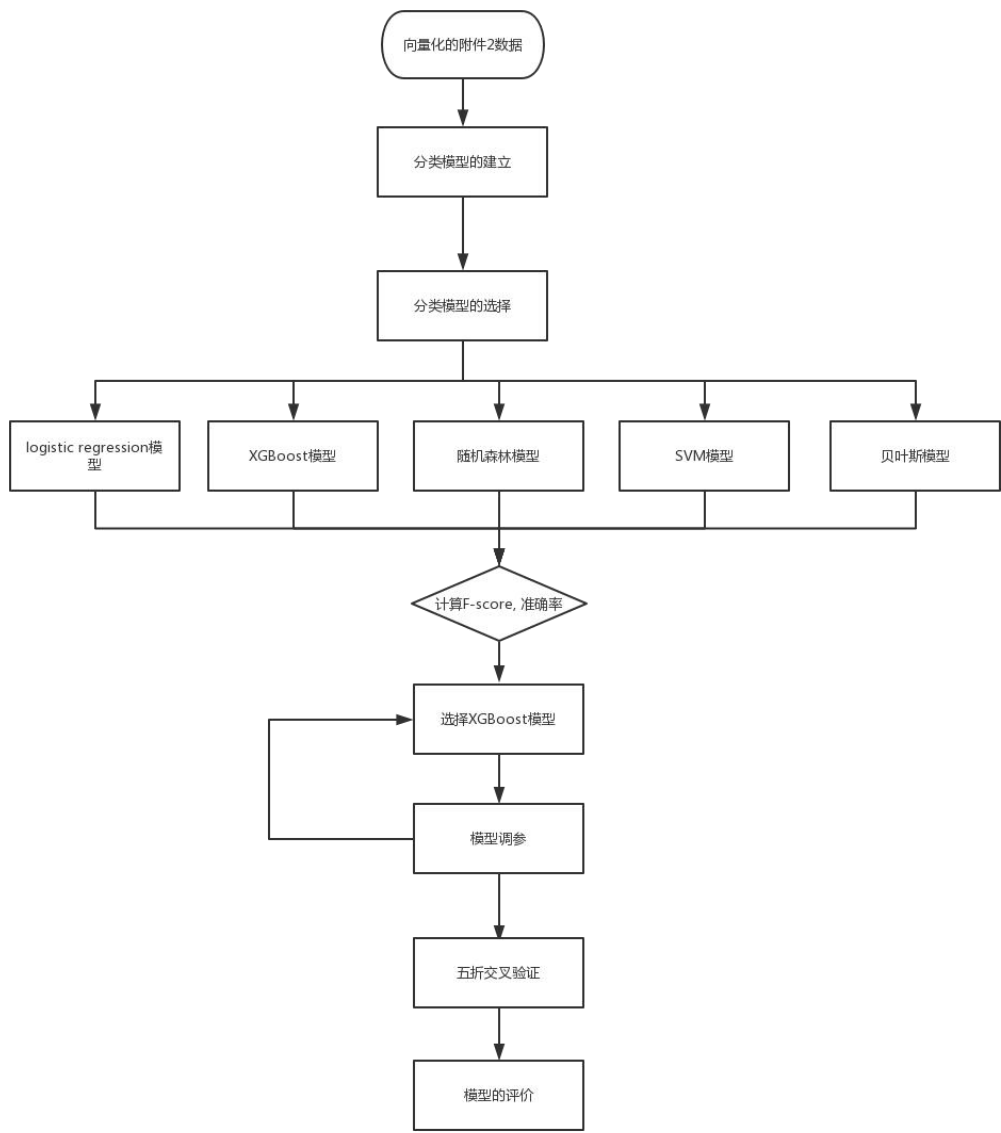 向量化的附件2数据
分类模型的建立
分类模型的选择
logistic regression模
型
XGBoost模型
随机森林模型
SVM模型
贝叶斯模型
计算F-score, 准确率
选择XGBoost模型
模型调参
五折交叉验证
模型的评价